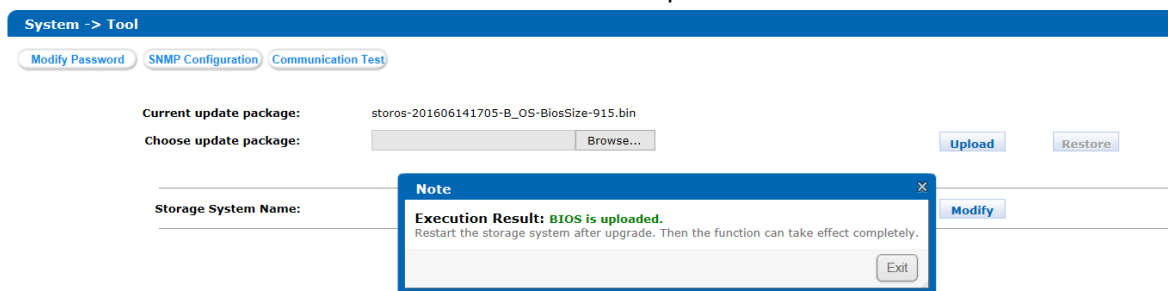 System -> Tool
Modify Password SNMP Configuration Communication Test
Current update package: storos-201606141705-B_OS-BiosSize-915.bin
Choose update package: Browse... Upload Restore
Note
Storage System Name: Modify
Execution Result: BIOS is uploaded.
Restart the storage system after upgrade. Then the function can take effect completely.
Exit